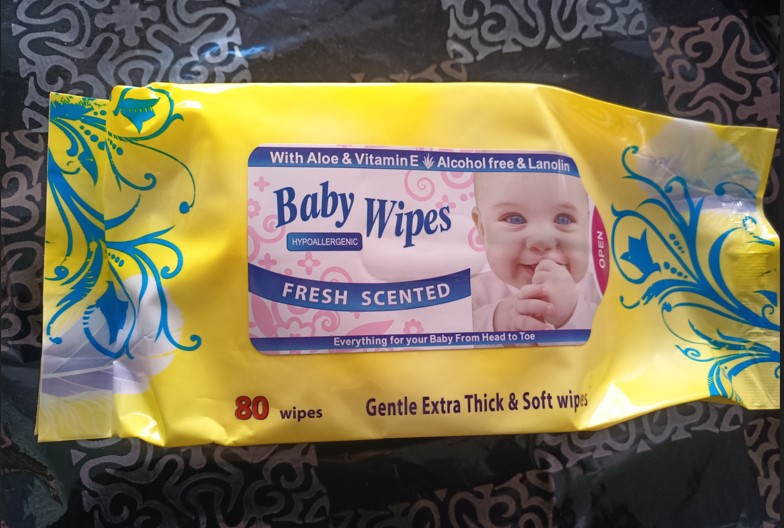 With Aloe & Vitamin E Alcohol free & Lanolin
Baby Wipes
HYPOALLERGENIC
OPEN
FRESH SCENTED
Everything for your Baby From Head to Toe
80 wipes
Gentle Extra Thick & Soft wipes